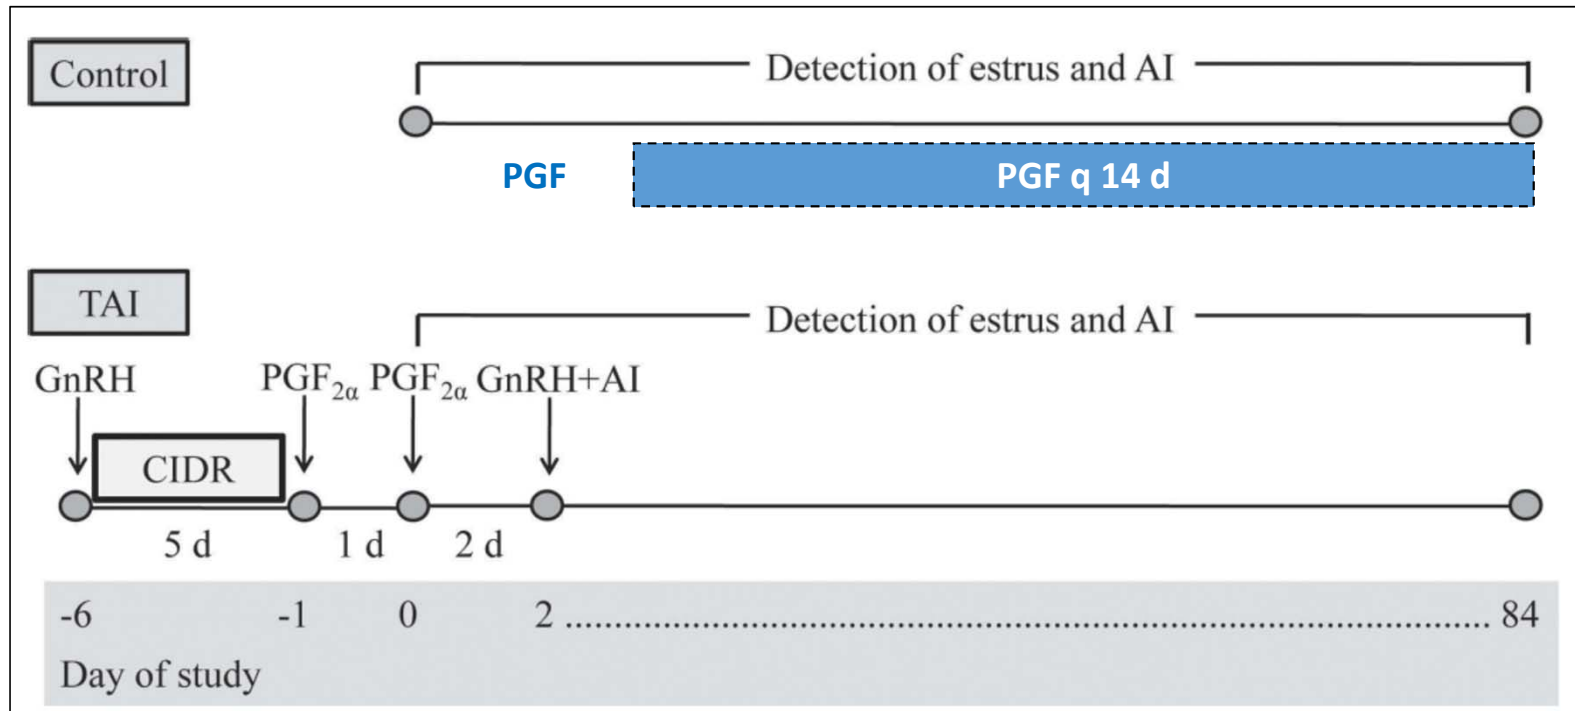 Control
Detection of estrus and AI
PGF
PGF q 14 d
TAI
Detection of estrus and AI
GnRH PGF2α PGF2α GnRH+AI
CIDR
5 d 1 d 2 d
-6 -1 0 2 ............................................................................................ 84
Day of study